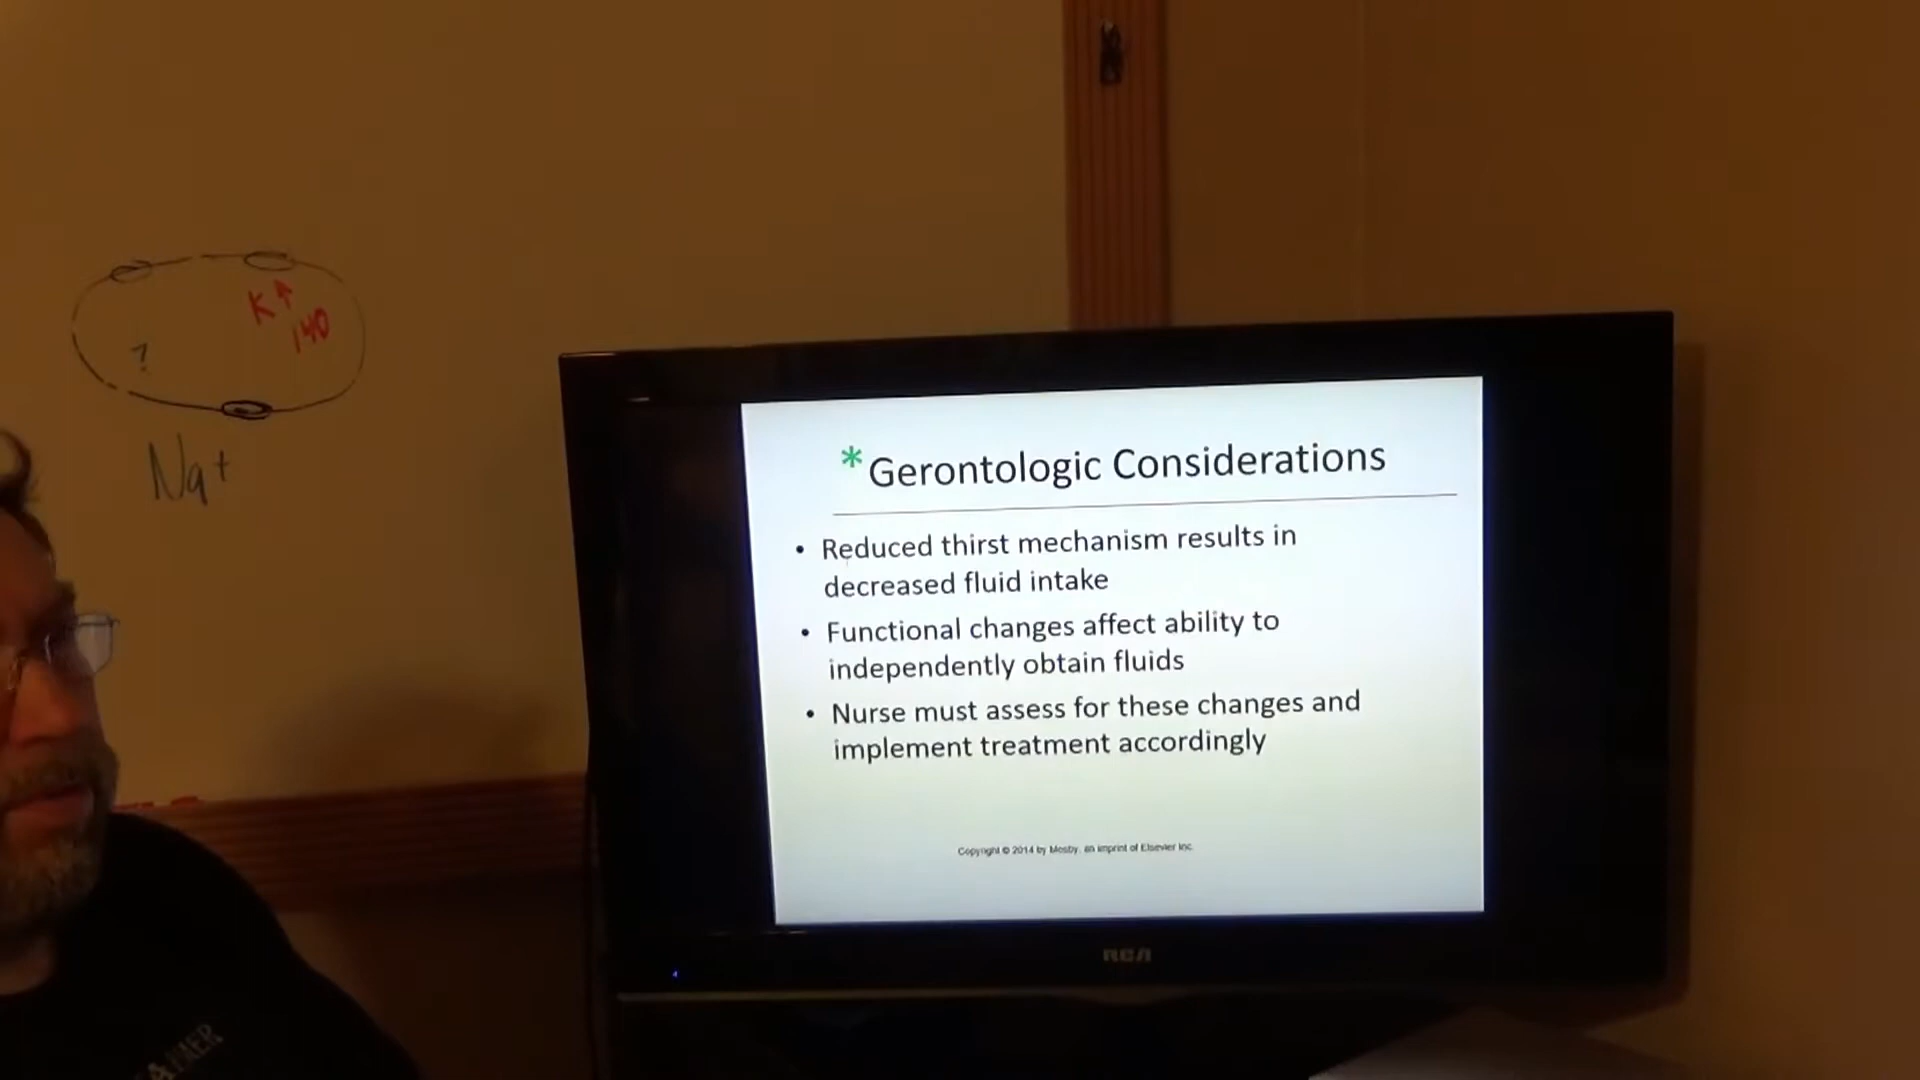 K↑
140
?
Na+
* Gerontologic Considerations
• Reduced thirst mechanism results in
decreased fluid intake
• Functional changes affect ability to
independently obtain fluids
• Nurse must assess for these changes and
implement treatment accordingly
Copyright © 2014 by Mosby, an imprint of Elsevier Inc.
RCA